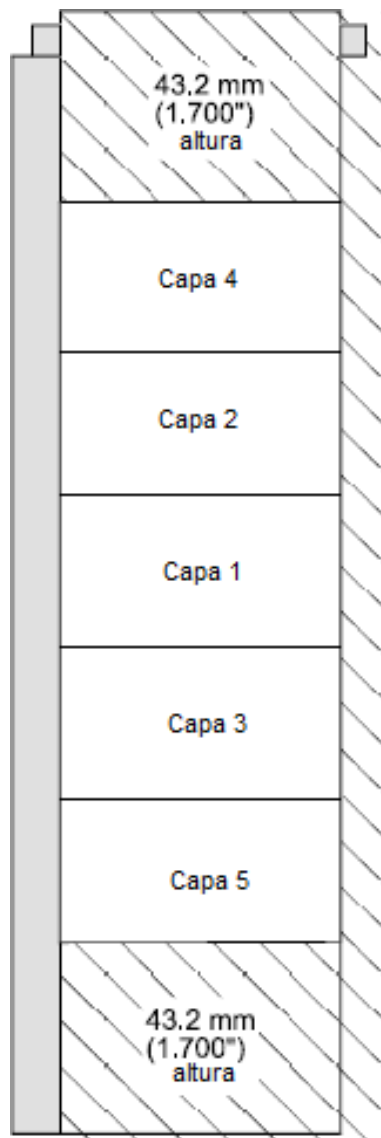 43.2 mm
(1.700")
altura
Capa 4
Capa 2
Capa 1
Capa 3
Capa 5
43.2 mm
(1.700")
altura